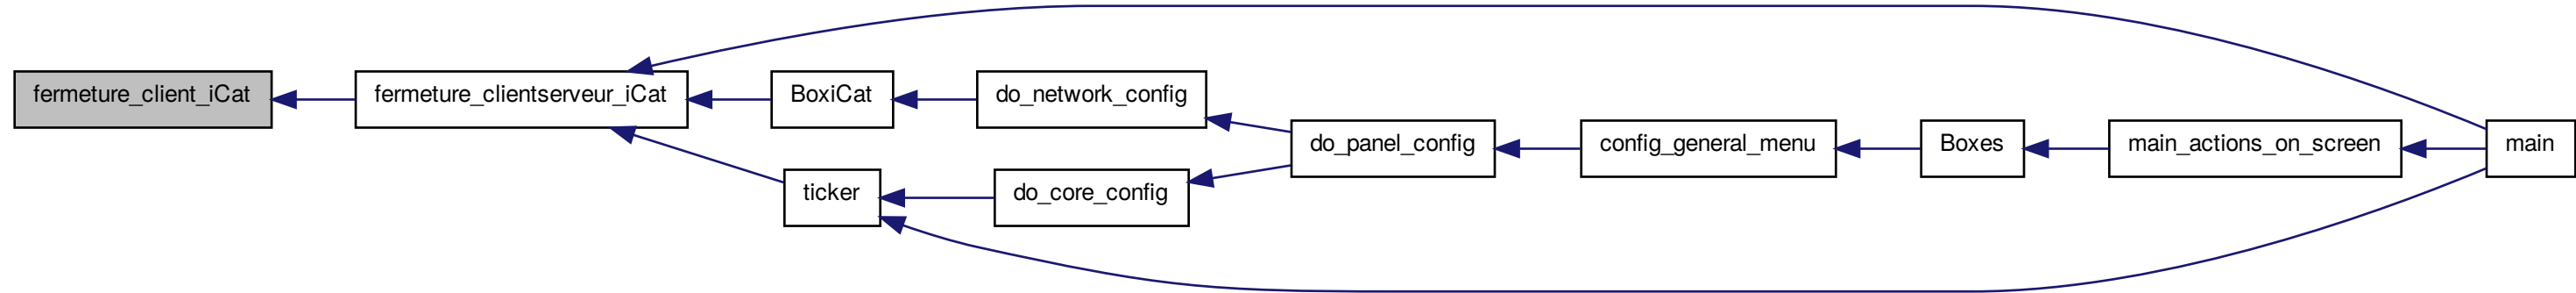 fermeture_client_iCat
fermeture_clientserveur_iCat
BoxiCat
do_network_config
ticker
do_core_config
do_panel_config
config_general_menu
Boxes
main_actions_on_screen
main